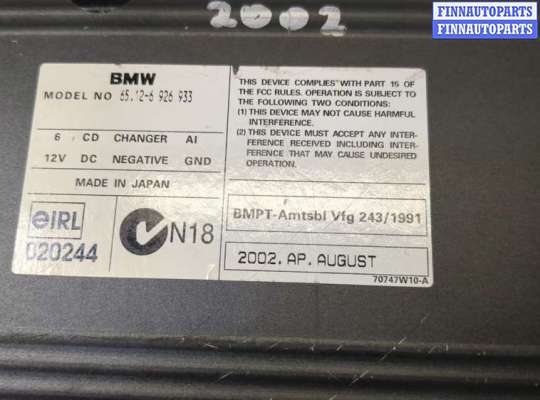 2002
FINNAUTOPARTS
FINNAUTOPARTS
BMW
MODEL NO 65.12-6 926 933
6 CD CHANGER AI
12V DC NEGATIVE GND
MADE IN JAPAN
eIRL
020244
N18
THIS DEVICE COMPLIES WITH PART 15 OF
THE FCC RULES. OPERATION IS SUBJECT TO
THE FOLLOWING TWO CONDITIONS:
(1) THIS DEVICE MAY NOT CAUSE HARMFUL
INTERFERENCE.
(2) THIS DEVICE MUST ACCEPT ANY INTER-
FERENCE RECEIVED INCLUDING INTER-
FERENCE THAT MAY CAUSE UNDESIRED
OPERATION.
BMPT-Amtsbl Vfg 243/1991
2002. AP. AUGUST
70747W10-A
FINNAUTOPARTS
FINNAUTOPARTS